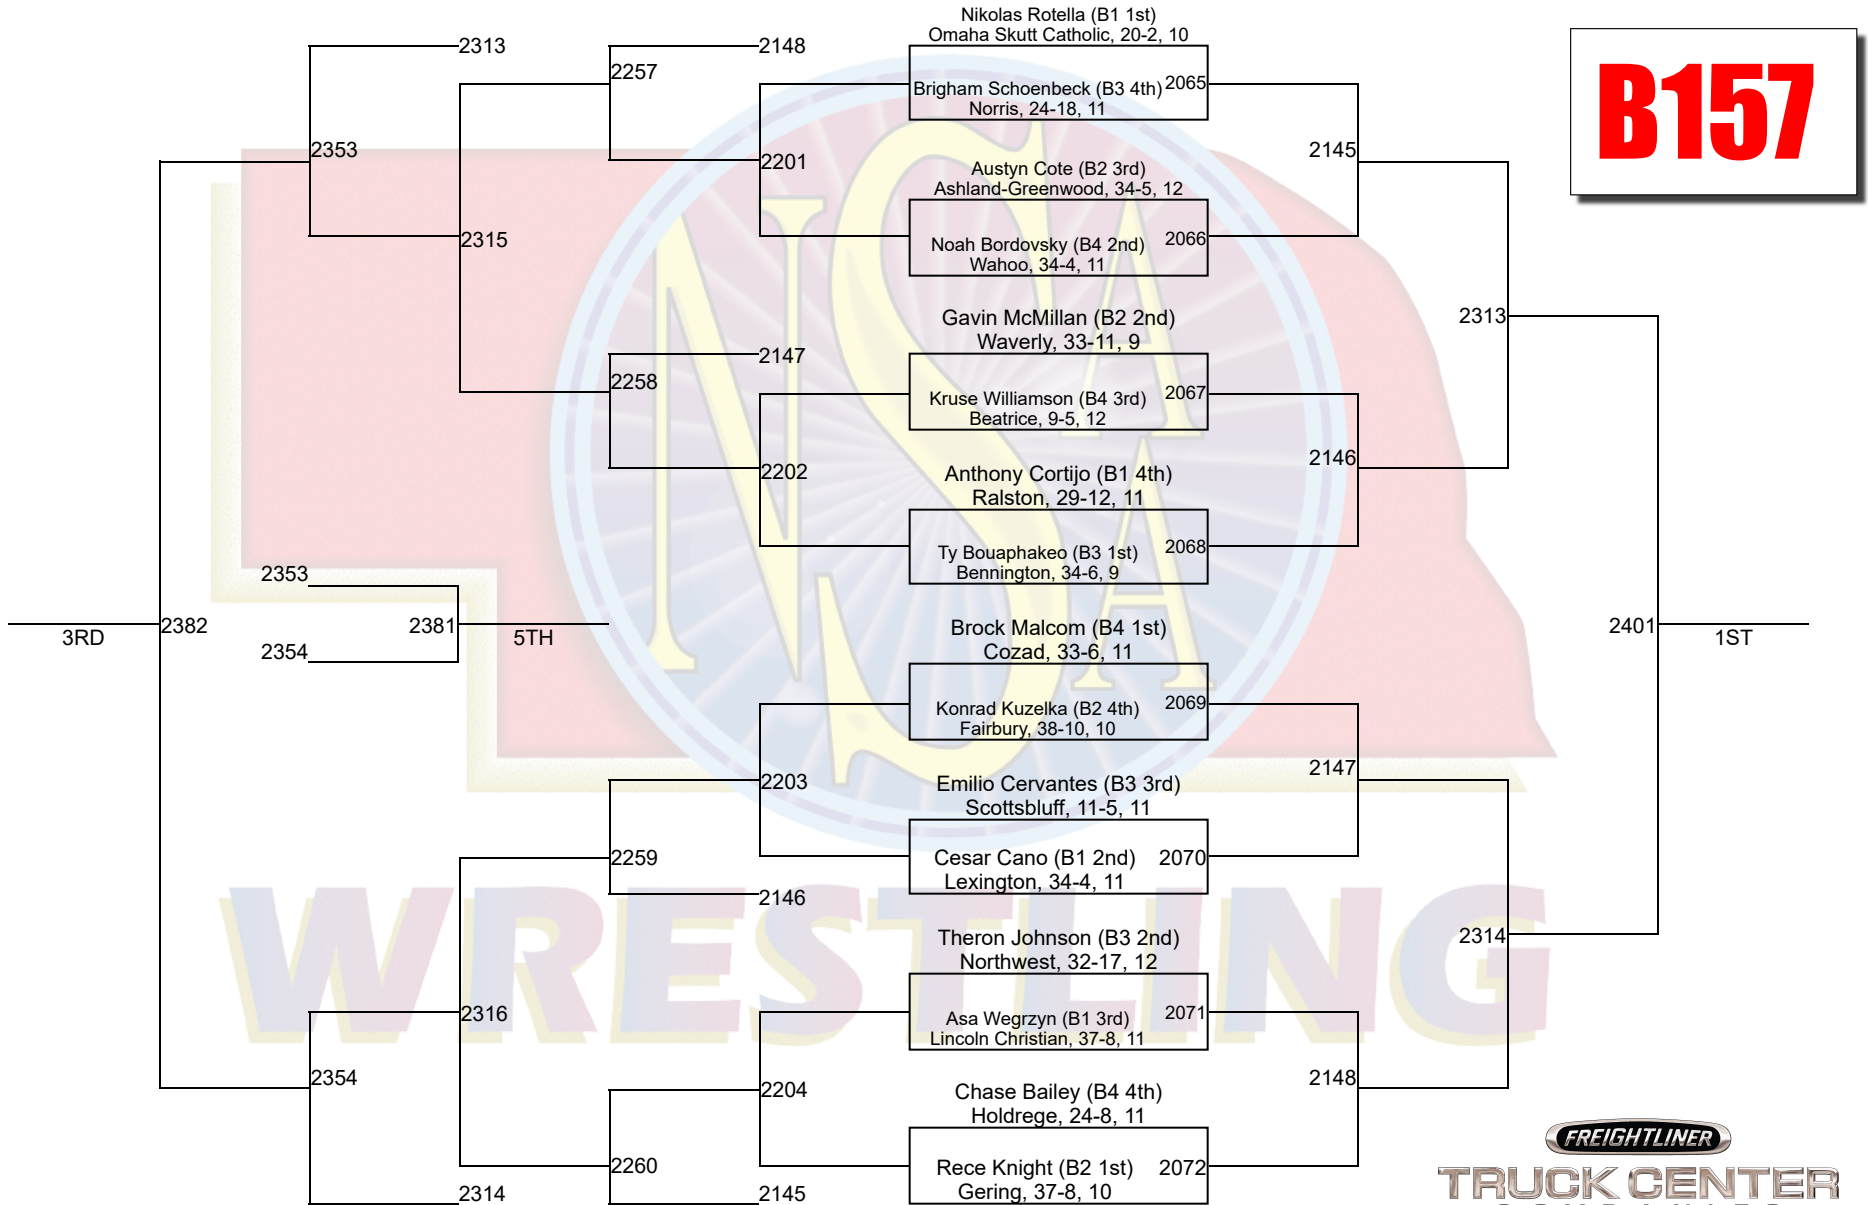 B157
Nikolas Rotella (B1 1st)
Omaha Skutt Catholic, 20-2, 10
2313
2148
2257
Brigham Schoenbeck (B3 4th) 2065
Norris, 24-18, 11
2353
2201
2145
Austyn Cote (B2 3rd)
Ashland-Greenwood, 34-5, 12
2315
Noah Bordovsky (B4 2nd) 2066
Wahoo, 34-4, 11
Gavin McMillan (B2 2nd)
Waverly, 33-11, 9
2313
2147
2258
Kruse Williamson (B4 3rd) 2067
Beatrice, 9-5, 12
2202
2146
Anthony Cortijo (B1 4th)
Ralston, 29-12, 11
Ty Bouaphakeo (B3 1st) 2068
Bennington, 34-6, 9
2353
3RD
2382
2381
5TH
2354
Brock Malcom (B4 1st)
Cozad, 33-6, 11
2401
1ST
Konrad Kuzelka (B2 4th) 2069
Fairbury, 38-10, 10
2203
2147
Emilio Cervantes (B3 3rd)
Scottsbluff, 11-5, 11
2259
Cesar Cano (B1 2nd) 2070
Lexington, 34-4, 11
2146
Theron Johnson (B3 2nd)
Northwest, 32-17, 12
2314
2316
Asa Wegrzyn (B1 3rd) 2071
Lincoln Christian, 37-8, 11
2354
2204
2148
Chase Bailey (B4 4th)
Holdrege, 24-8, 11
2260
Rece Knight (B2 1st) 2072
Gering, 37-8, 10
2314
2145
NSAA
WRESTLING
FREIGHTLINER
TRUCK CENTER